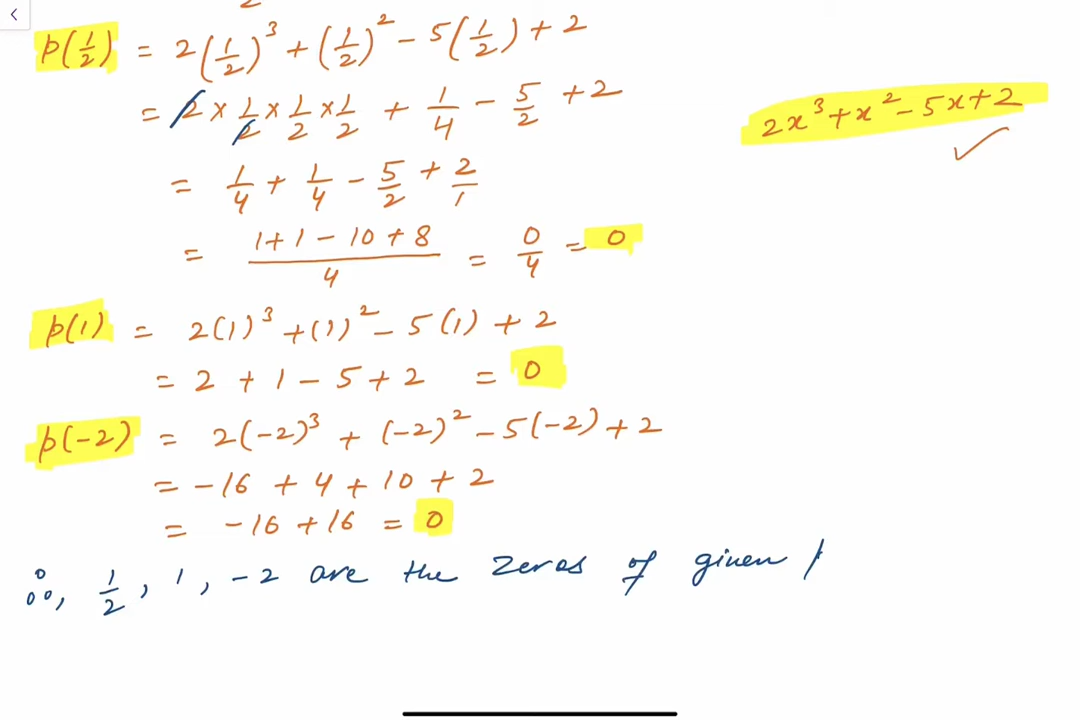 p(1/2) = 2(1/2)³ + (1/2)² - 5(1/2) + 2
= 2 × 1/2 × 1/2 × 1/2 + 1/4 - 5/2 + 2
2x³ + x² - 5x + 2
= 1/4 + 1/4 - 5/2 + 2/1
= (1 + 1 - 10 + 8)/4 = 0/4 = 0
p(1) = 2(1)³ + (1)² - 5(1) + 2
= 2 + 1 - 5 + 2 = 0
p(-2) = 2(-2)³ + (-2)² - 5(-2) + 2
= -16 + 4 + 10 + 2
= -16 + 16 = 0
∴, 1/2, 1, -2 are the zeros of given